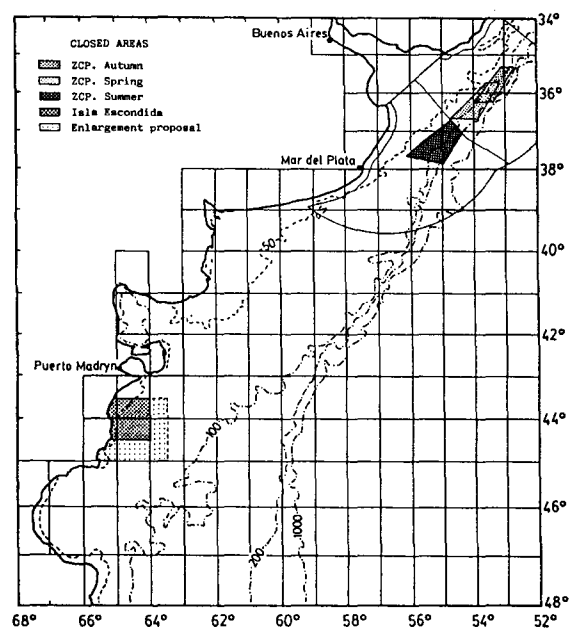 34°
Buenos Aires
CLOSED AREAS
ZCP. Autumn
ZCP. Spring
ZCP. Summer
Isla Escondida
Enlargement proposal
36°
Mar del Plata
38°
50
40°
42°
Puerto Madryn
100
44°
200
1000
46°
48°
68° 66° 64° 62° 60° 58° 56° 54° 52°